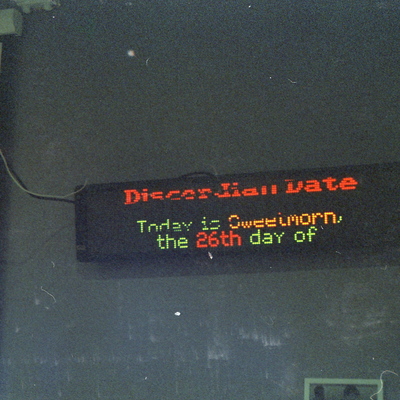 Discordian Date
Today is Sweetmorn,
the 26th day of